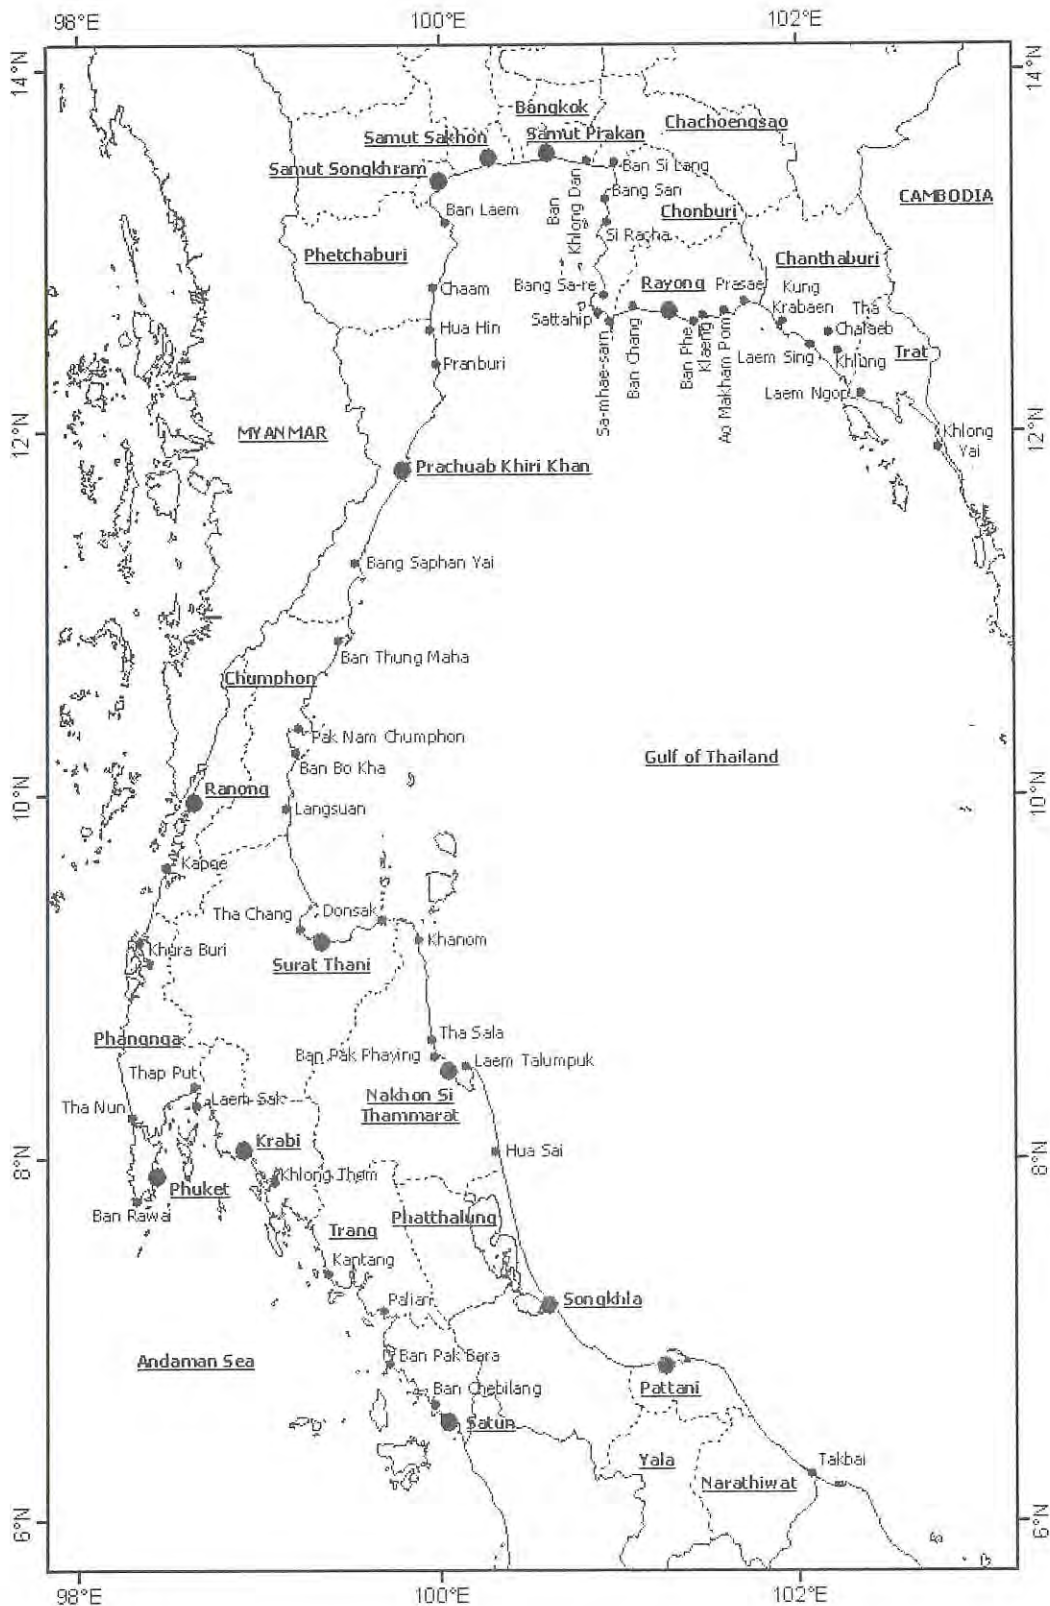 98°E
100°E
102°E
14°N
14°N
Bangkok
Samut Sakhon
Samut Prakan
Chachoengsao
Samut Songkhram
Ban Si Lang
Ban
Khlong Dan
Bang San
CAMBODIA
Ban Laem
Chonburi
Si Racha
Phetchaburi
Chanthaburi
Bang Sa-re
Rayong
Prasae
Kung
Krabaen
Chaam
Tha
Chalaeb
Sattahip
Hua Hin
Sa-mhae-sarn
Ban Chang
Ban Phe
Klaeng
Ao Makham Pom
Laem Sing
Khlung
Trat
Pranburi
Laem Ngop
12°N
12°N
MYANMAR
Khlong
Yai
Prachuab Khiri Khan
Bang Saphan Yai
Ban Thung Maha
Chumphon
Pak Nam Chumphon
Gulf of Thailand
Ban Bo Kha
10°N
10°N
Ranong
Langsuan
Kapoe
Tha Chang
Donsak
Khanom
Khura Buri
Surat Thani
Phangnga
Tha Sala
Ban Pak Phaying
Laem Talumpuk
Thap Put
Nakhon Si
Thammarat
Laem Sak
Tha Nun
Krabi
Hua Sai
8°N
8°N
Khlong Thom
Phuket
Ban Rawai
Phatthalung
Trang
Kantang
Palian
Songkhla
Andaman Sea
Ban Pak Bara
Pattani
Ban Chebilang
Satun
Yala
Takbai
Narathiwat
6°N
6°N
98°E
100°E
102°E